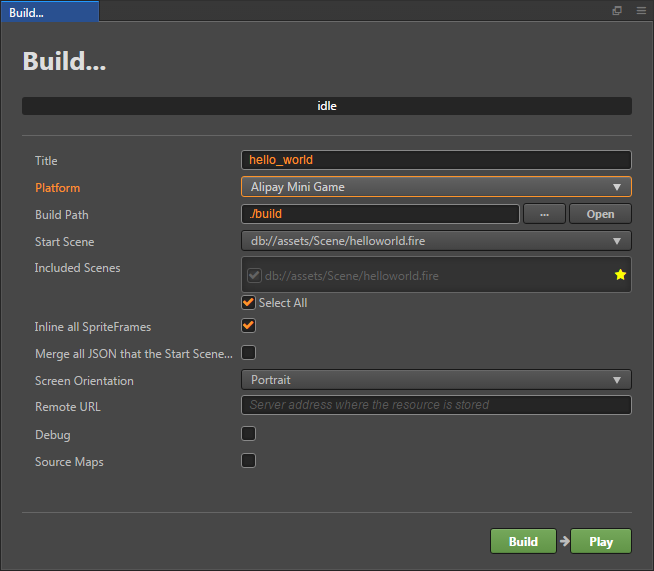 Build...
Build...
idle
Title hello_world
Platform Alipay Mini Game
Build Path ./build ... Open
Start Scene db://assets/Scene/helloworld.fire
Included Scenes db://assets/Scene/helloworld.fire
Select All
Inline all SpriteFrames
Merge all JSON that the Start Scene...
Screen Orientation Portrait
Remote URL Server address where the resource is stored
Debug
Source Maps
Build Play